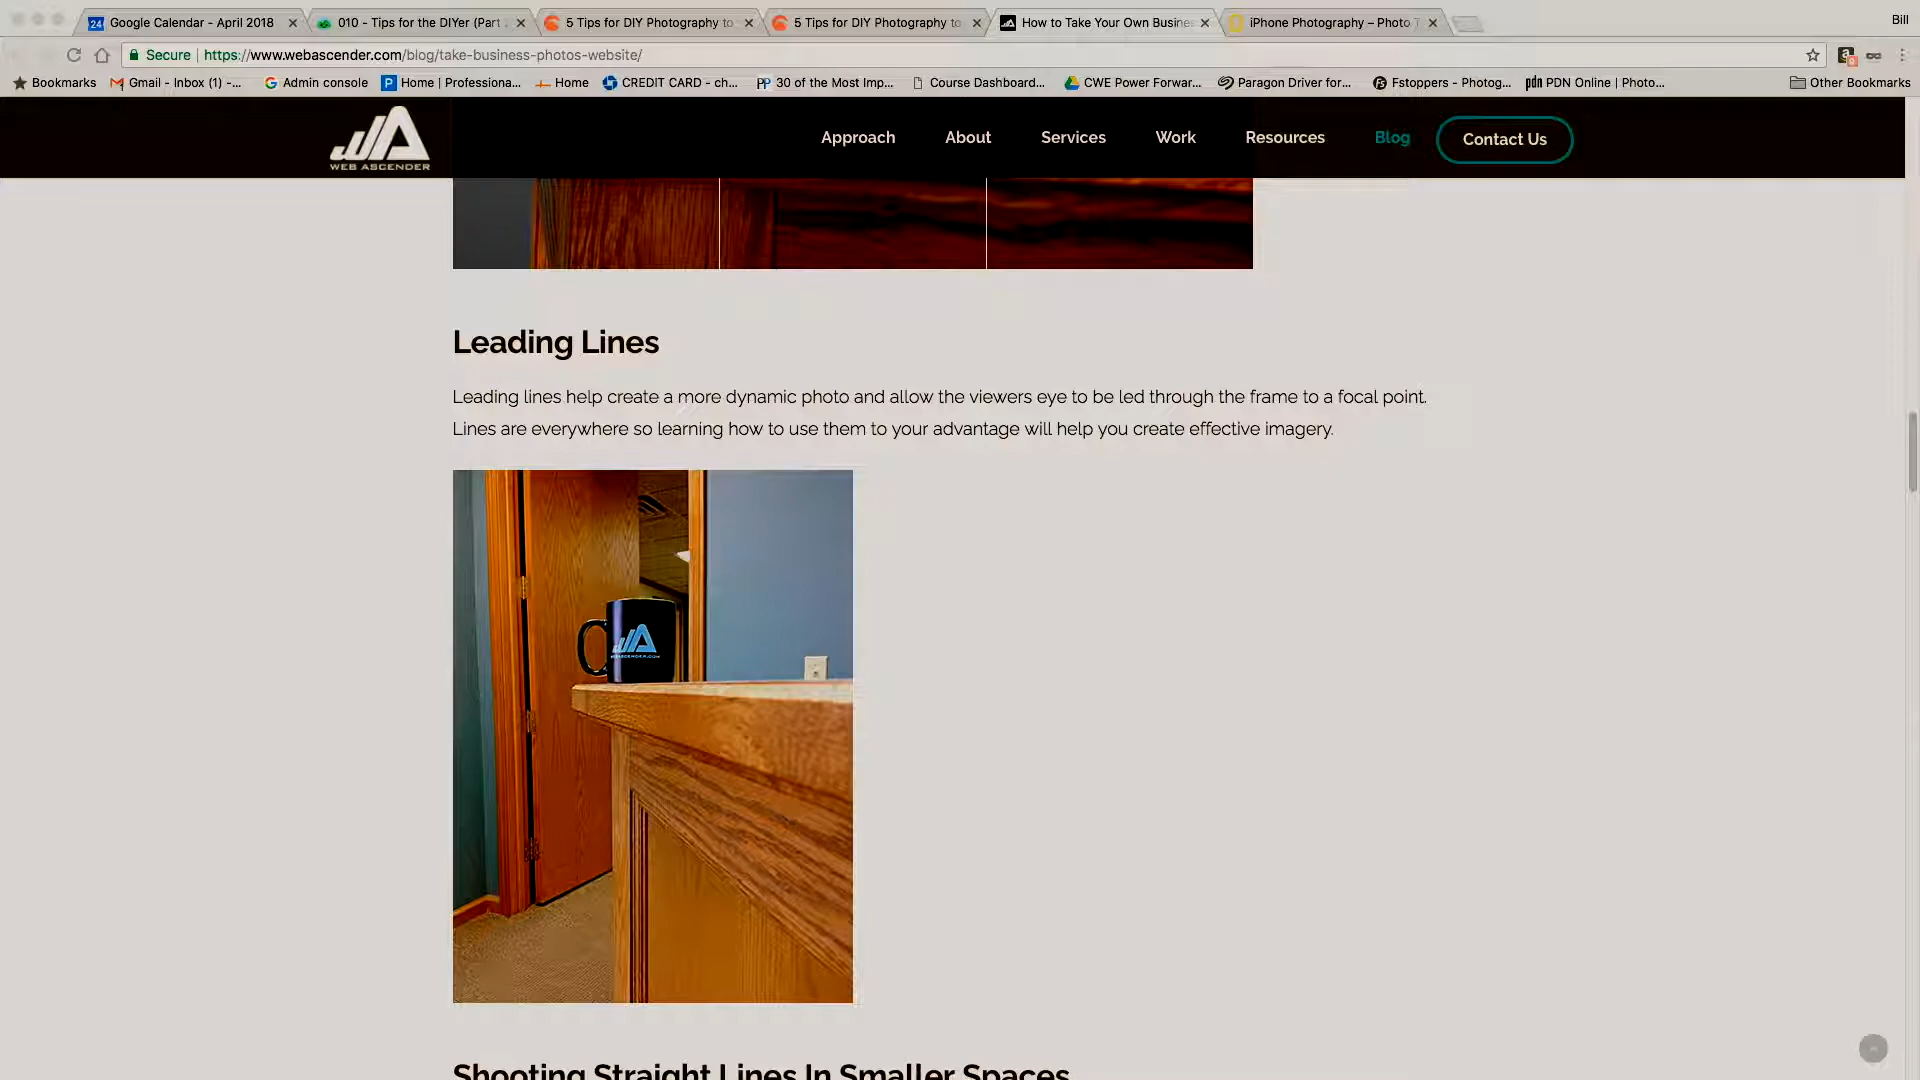 Google Calendar - April 2018
010 - Tips for the DIYer (Part
5 Tips for DIY Photography to
5 Tips for DIY Photography to
How to Take Your Own Busine
iPhone Photography – Photo T
Bill
Secure https://www.webascender.com/blog/take-business-photos-website/
Bookmarks
Gmail - Inbox (1) -...
Admin console
Home | Professiona...
Home
CREDIT CARD - ch...
30 of the Most Imp...
Course Dashboard...
CWE Power Forwar...
Paragon Driver for...
Fstoppers - Photog...
PDN Online | Photo...
Other Bookmarks
WEB ASCENDER
Approach
About
Services
Work
Resources
Blog
Contact Us
Leading Lines
Leading lines help create a more dynamic photo and allow the viewers eye to be led through the frame to a focal point.
Lines are everywhere so learning how to use them to your advantage will help you create effective imagery.
WEBASCENDER.COM
Shooting Straight Lines In Smaller Spaces